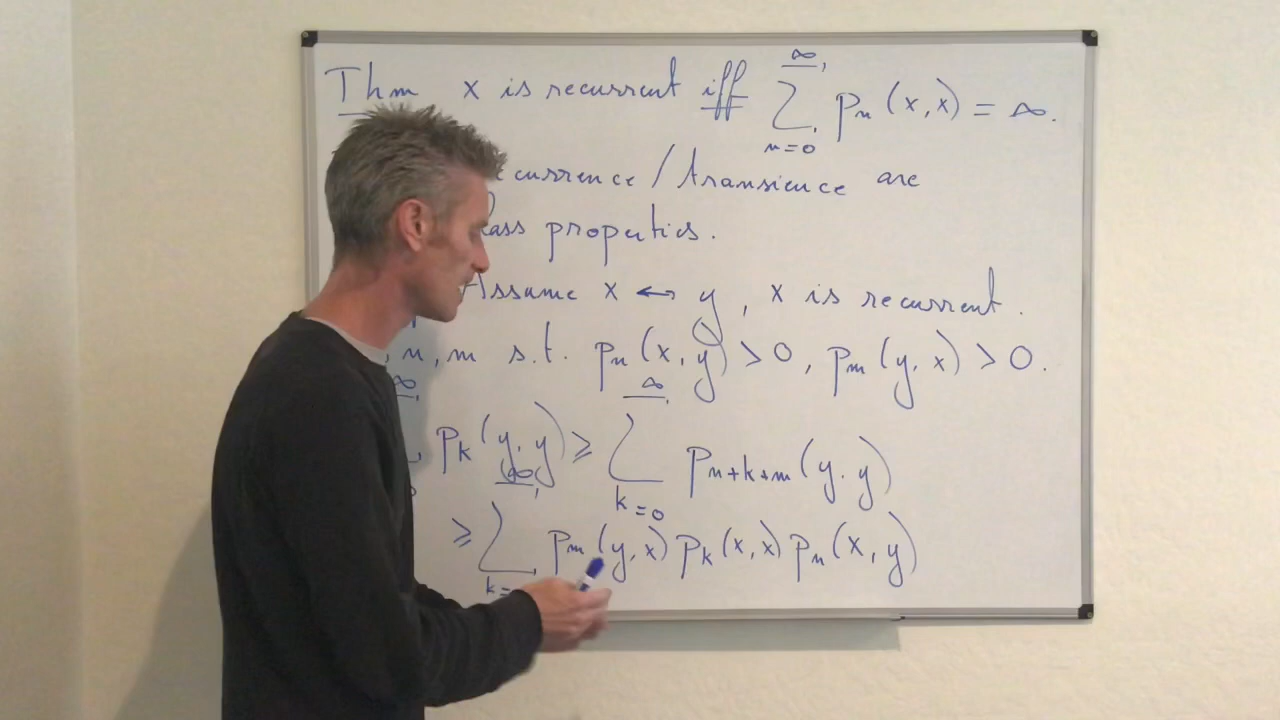 Thm x is recurrent iff ∑_{n=0}^{∞} p_n(x,x) = ∞.
currence / transience are
lass properties.
Assume x ↔ y, x is recurrent.
, n, m s.t. p_n(x,y) > 0, p_m(y,x) > 0.
∞ p_k(y,y) ≥ ∑_{k=0}^{∞} p_{n+k+m}(y.y)
≥ ∑_{k=}^{∞} p_m(y,x) p_k(x,x) p_n(x,y)